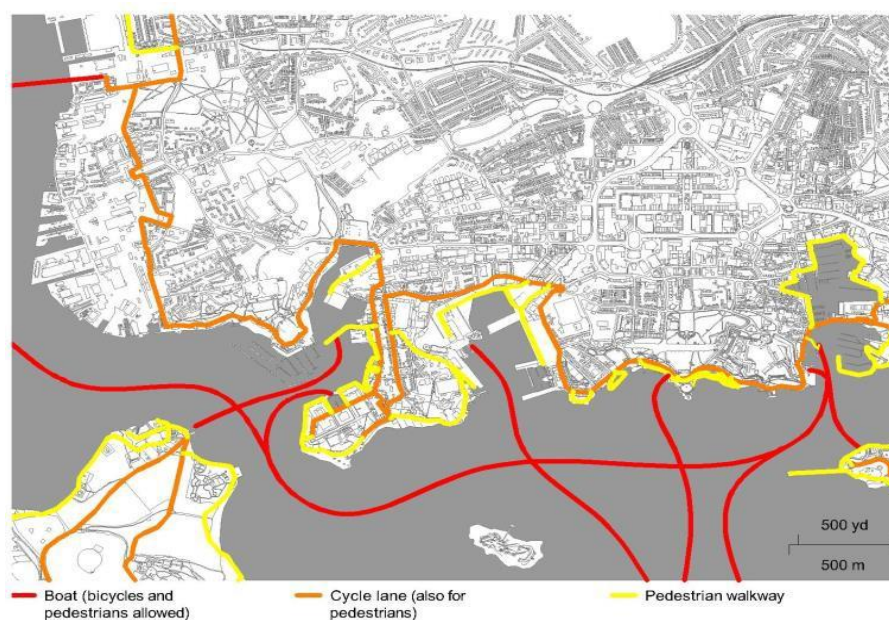 500 yd
500 m
Boat (bicycles and
pedestrians allowed)
Cycle lane (also for
pedestrians)
Pedestrian walkway